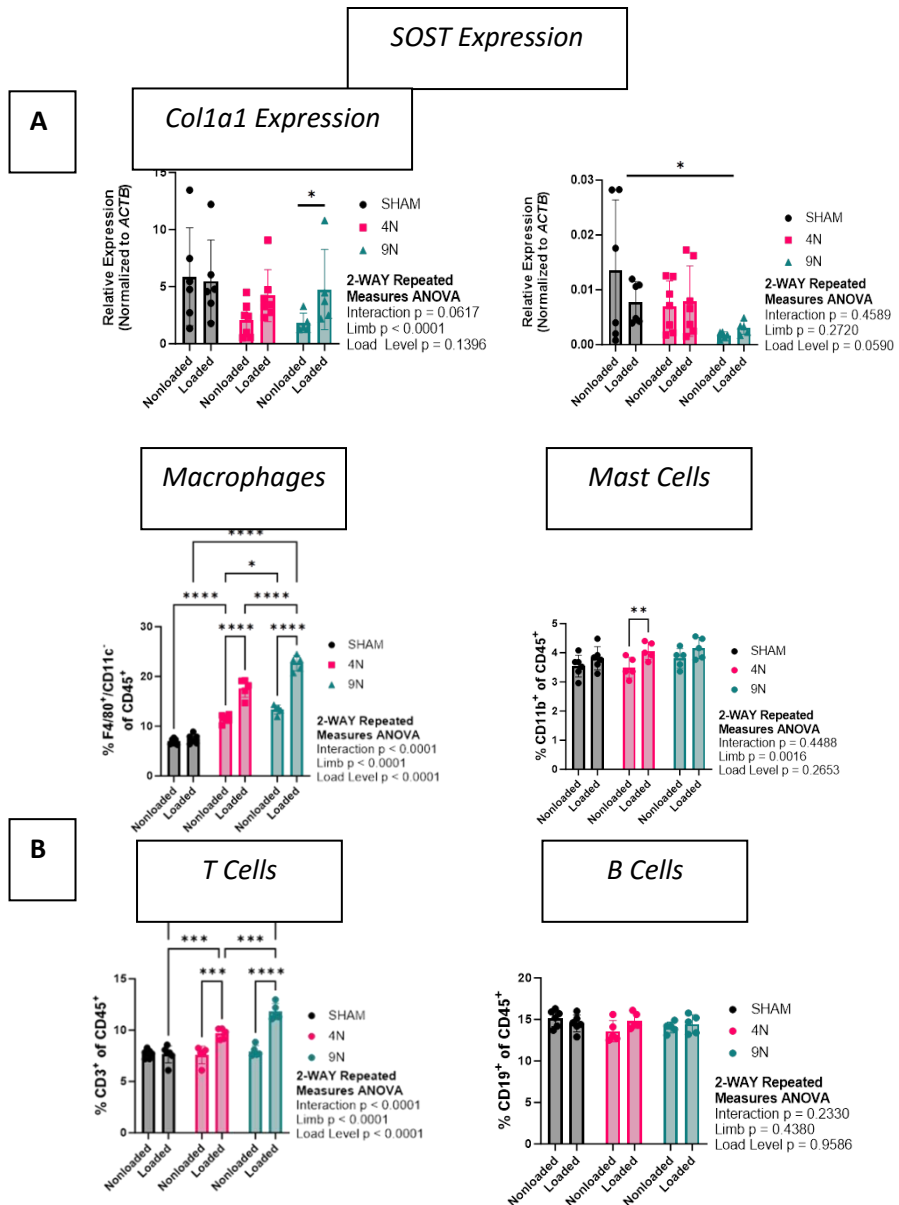 SOST Expression
A
Col1a1 Expression
Relative Expression
(Normalized to ACTB)
15
10
5
0
*
SHAM
4N
9N
2-WAY Repeated
Measures ANOVA
Interaction p = 0.0617
Limb p < 0.0001
Load Level p = 0.1396
Nonloaded
Loaded
Nonloaded
Loaded
Nonloaded
Loaded
Relative Expression
(Normalized to ACTB)
0.03
0.02
0.01
0.00
*
SHAM
4N
9N
2-WAY Repeated
Measures ANOVA
Interaction p = 0.4589
Limb p = 0.2720
Load Level p = 0.0590
Nonloaded
Loaded
Nonloaded
Loaded
Nonloaded
Loaded
Macrophages
****
*
****
****
****
****
% F4/80⁺/CD11c⁻
of CD45⁺
30
20
10
0
SHAM
4N
9N
2-WAY Repeated
Measures ANOVA
Interaction p < 0.0001
Limb p < 0.0001
Load Level p < 0.0001
Nonloaded
Loaded
Nonloaded
Loaded
Nonloaded
Loaded
Mast Cells
**
% CD11b⁺ of CD45⁺
6
5
4
3
2
1
0
SHAM
4N
9N
2-WAY Repeated
Measures ANOVA
Interaction p = 0.4488
Limb p = 0.0016
Load Level p = 0.2653
Nonloaded
Loaded
Nonloaded
Loaded
Nonloaded
Loaded
B
T Cells
***
***
***
****
% CD3⁺ of CD45⁺
15
10
5
0
SHAM
4N
9N
2-WAY Repeated
Measures ANOVA
Interaction p < 0.0001
Limb p < 0.0001
Load Level p < 0.0001
Nonloaded
Loaded
Nonloaded
Loaded
Nonloaded
Loaded
B Cells
% CD19⁺ of CD45⁺
20
15
10
5
0
SHAM
4N
9N
2-WAY Repeated
Measures ANOVA
Interaction p = 0.2330
Limb p = 0.4380
Load Level p = 0.9586
Nonloaded
Loaded
Nonloaded
Loaded
Nonloaded
Loaded